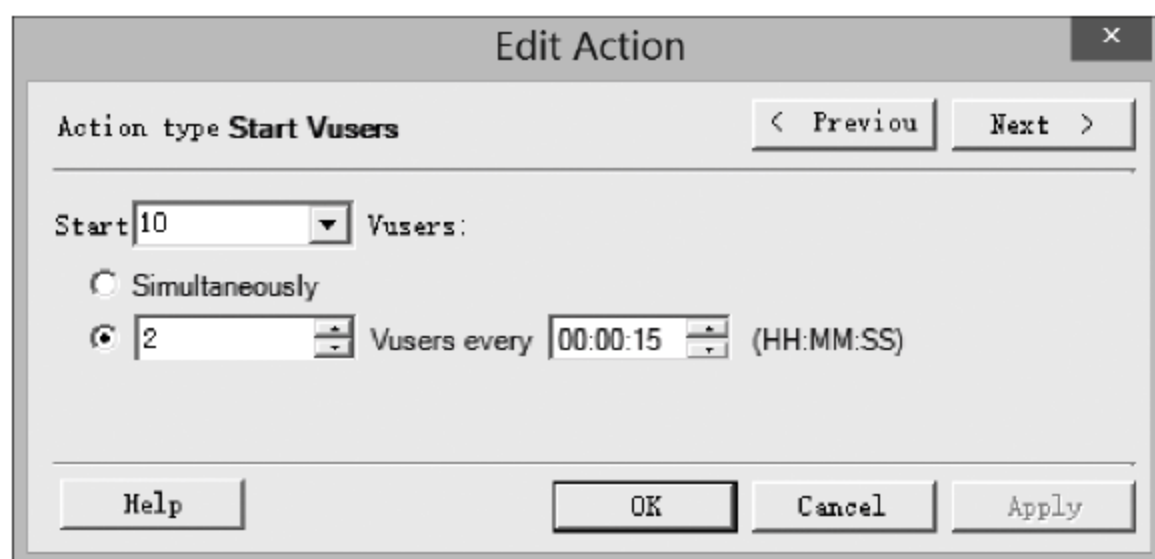 Edit Action
×
Action type Start Vusers
< Previou
Next >
Start 10 Vusers:
Simultaneously
2 Vusers every 00:00:15 (HH:MM:SS)
Help
OK
Cancel
Apply